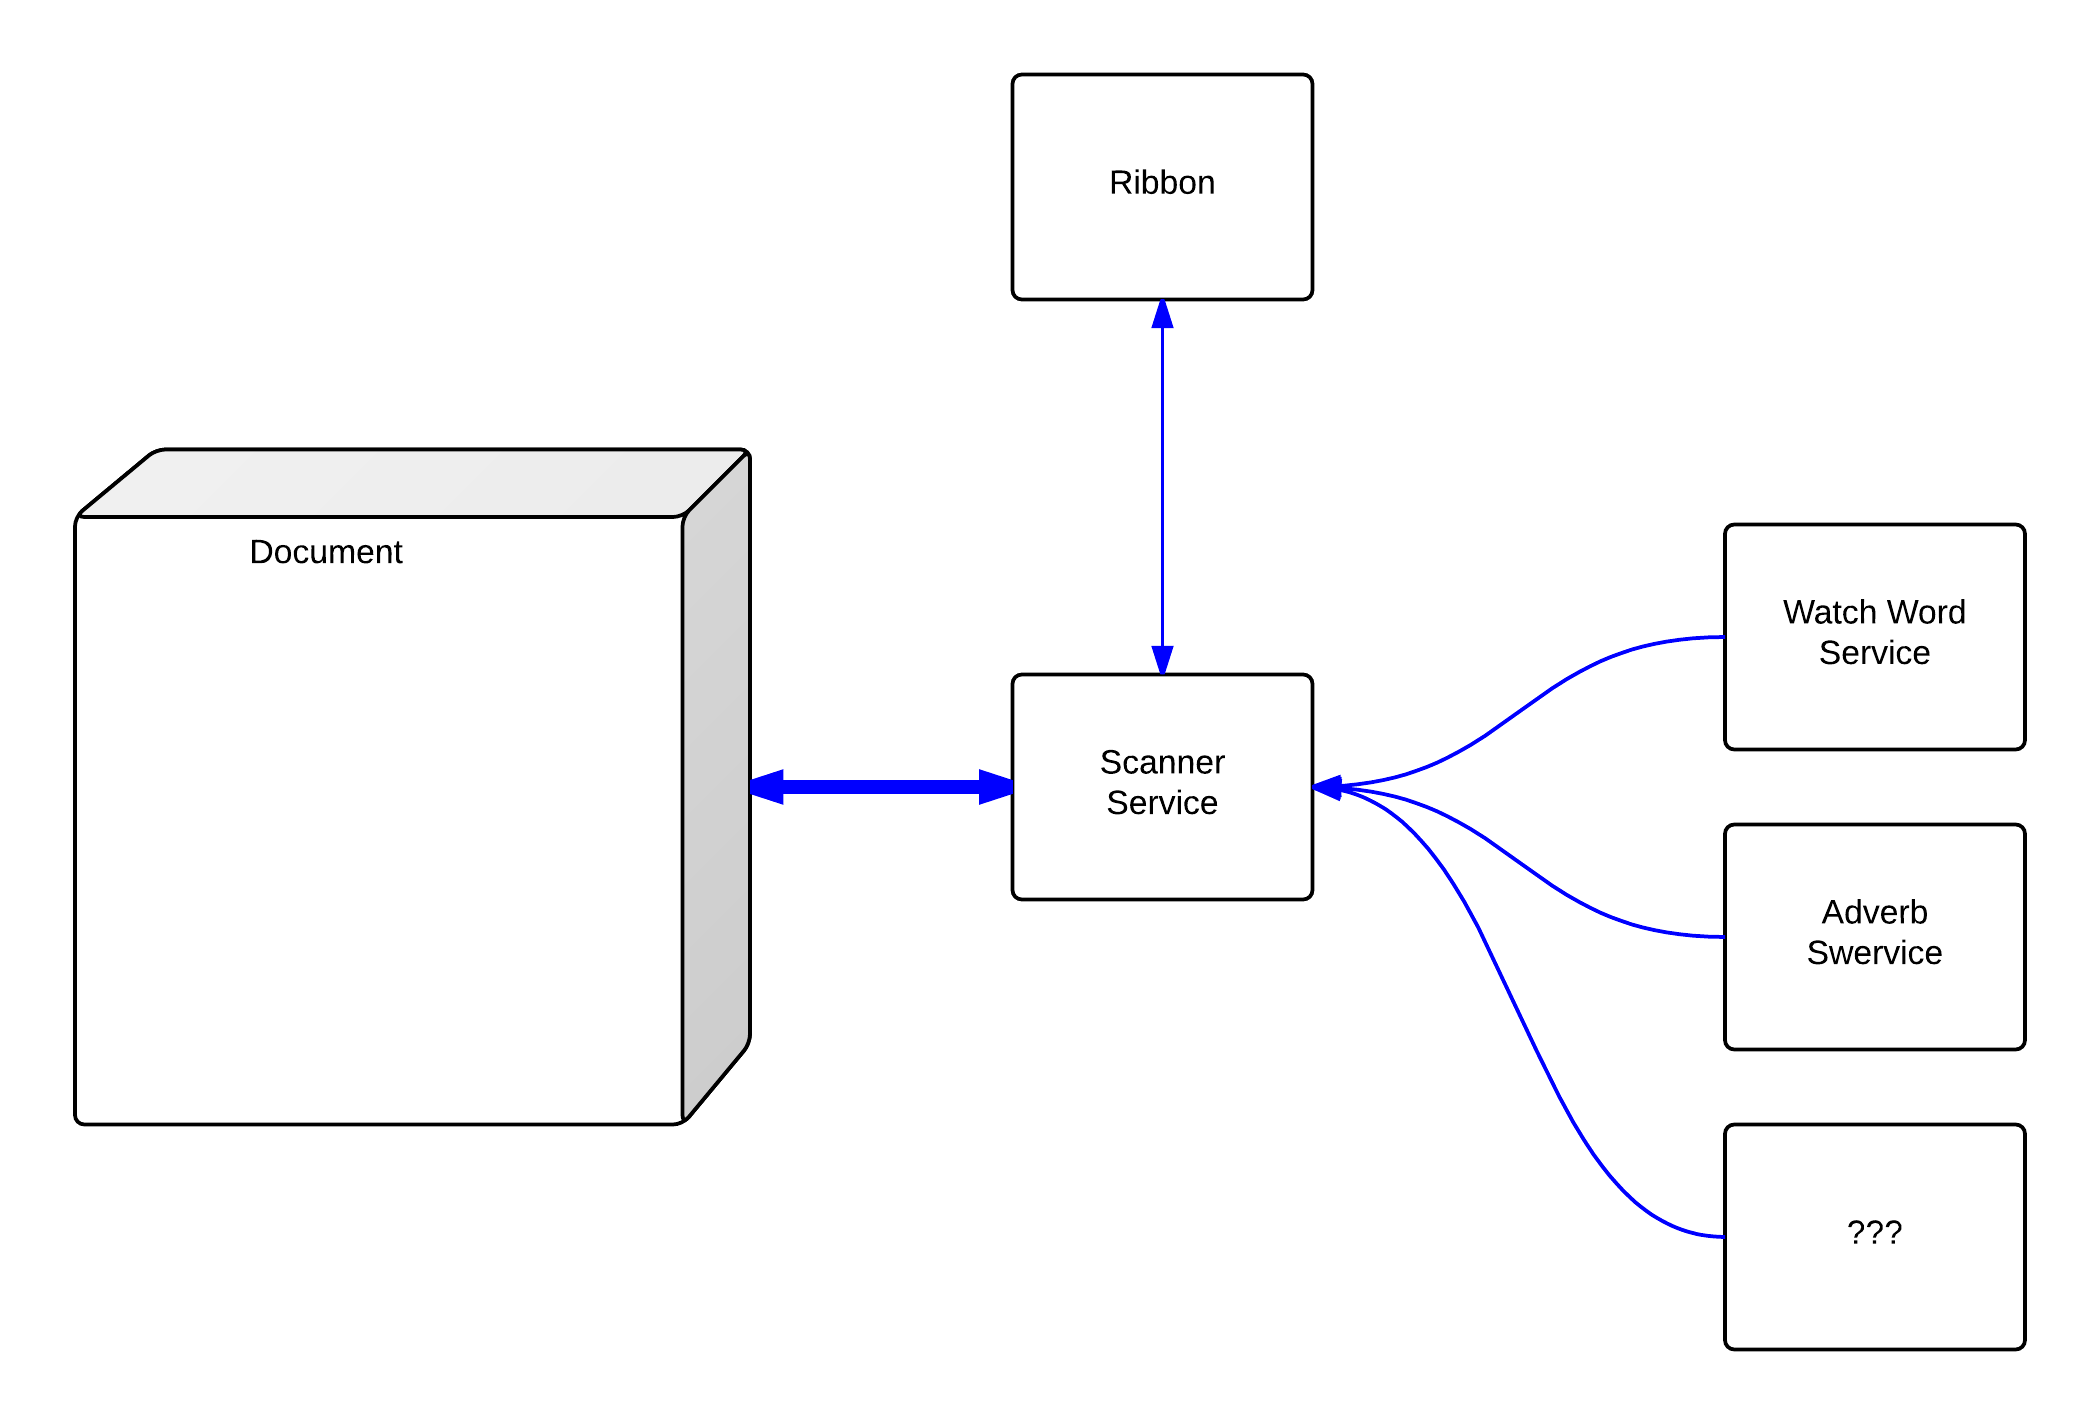 Ribbon
Document
Scanner
Service
Watch Word
Service
Adverb
Swervice
???